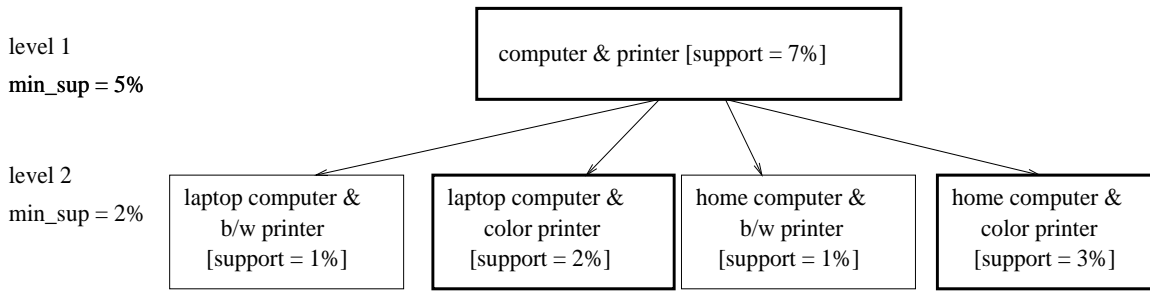 level 1
min_sup = 5%
computer & printer [support = 7%]
level 2
min_sup = 2%
laptop computer &
b/w printer
[support = 1%]
laptop computer &
color printer
[support = 2%]
home computer &
b/w printer
[support = 1%]
home computer &
color printer
[support = 3%]